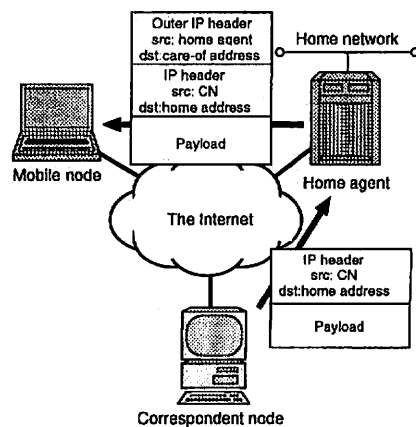 Outer IP header
src: home agent
dst:care-of address
IP header
src: CN
dst:home address
Payload
Home network
Mobile node
Home agent
The Internet
IP header
src: CN
dst:home address
Payload
Correspondent node